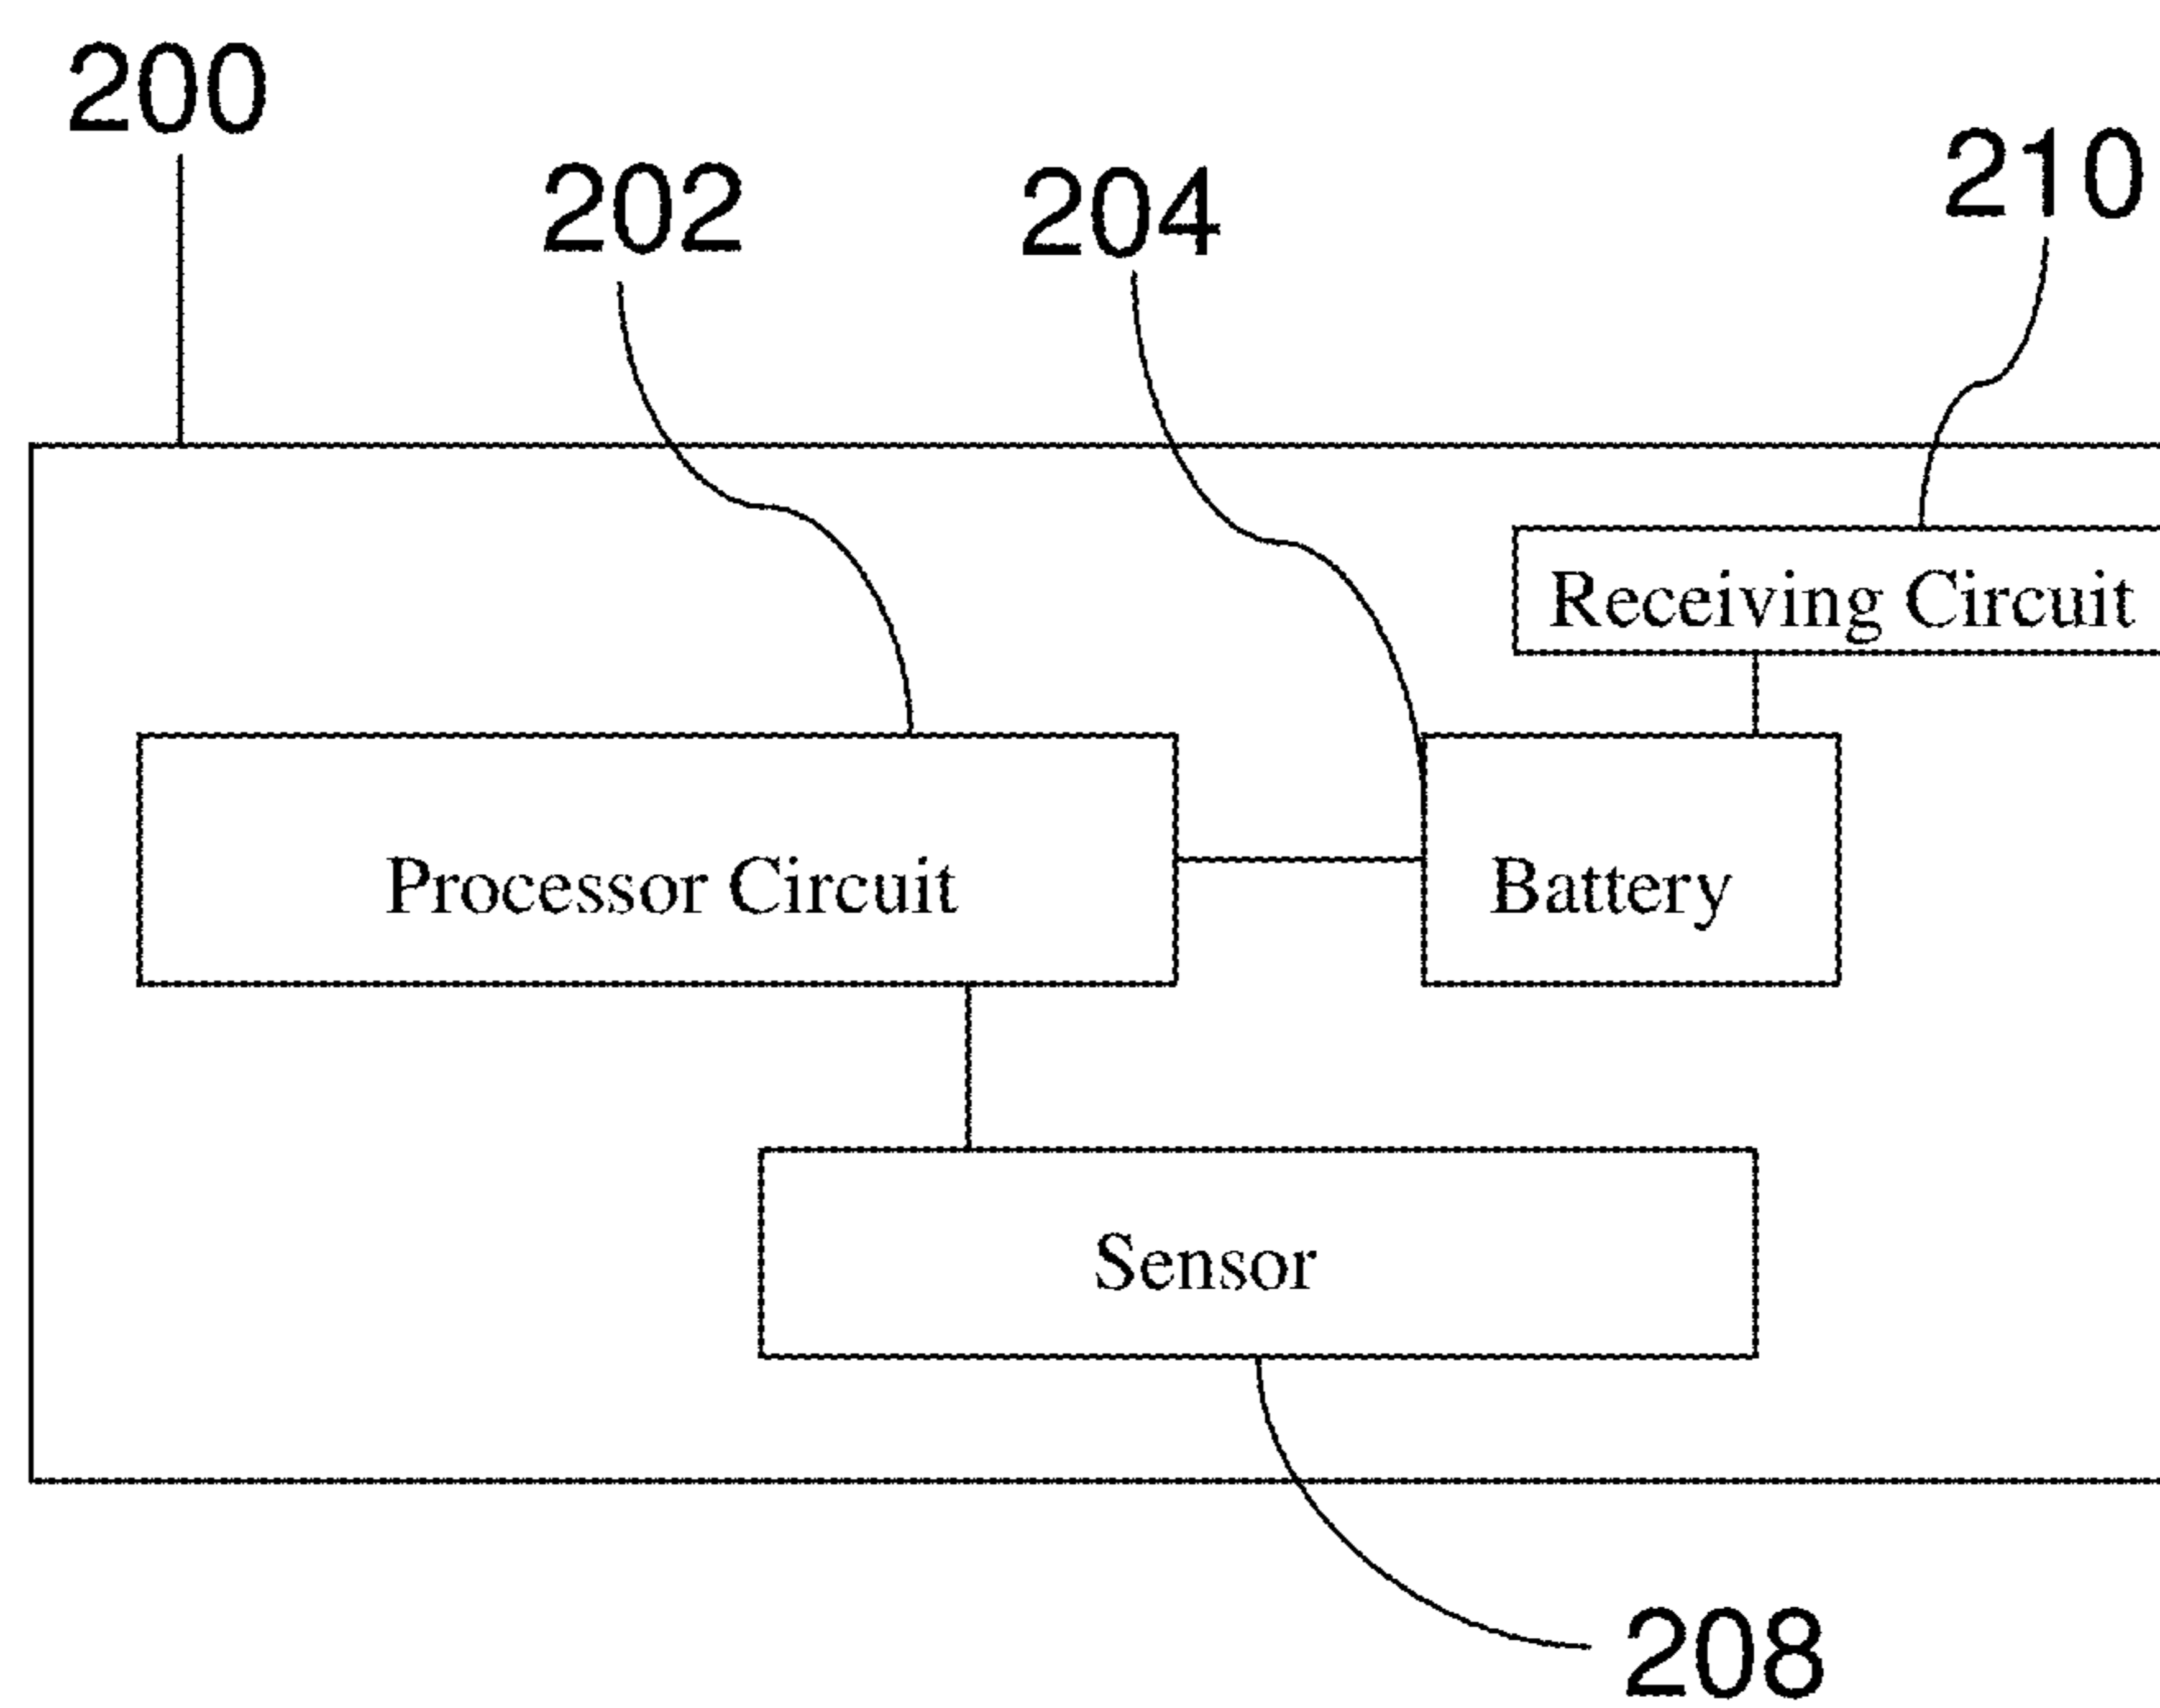 200
202
204
210
Receiving Circuit
Processor Circuit
Battery
Sensor
208